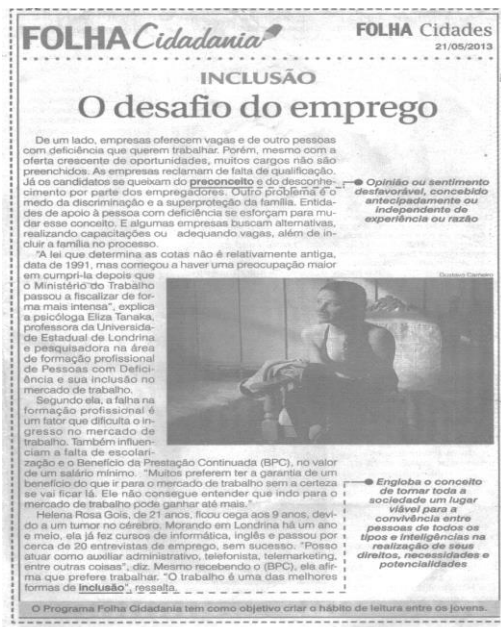 FOLHA Cidadania
FOLHA Cidades
21/05/2013
INCLUSÃO
O desafio do emprego
De um lado, empresas oferecem vagas e de outro pessoas
com deficiência que querem trabalhar. Porém, mesmo com a
oferta crescente de oportunidades, muitos cargos não são
preenchidos. As empresas reclamam de falta de qualificação.
Já os candidatos se queixam do preconceito e do desconhe-
cimento por parte dos empregadores. Outro problema é o
medo da discriminação e a superproteção da família. Entida-
des de apoio à pessoa com deficiência se esforçam para mu-
dar esse conceito. E algumas empresas buscam alternativas,
realizando capacitações ou adequando vagas, além de in-
cluir a família no processo.
"A lei que determina as cotas não é relativamente antiga,
data de 1991, mas começou a haver uma preocupação maior
em cumpri-la depois que
o Ministério do Trabalho
passou a fiscalizar de for-
ma mais intensa", explica
a psicóloga Eliza Tanaka,
professora da Universida-
de Estadual de Londrina
e pesquisadora na área
de formação profissional
de Pessoas com Defici-
ência e sua inclusão no
mercado de trabalho.
Segundo ela, a falha na
formação profissional é
um fator que dificulta o in-
gresso no mercado de
trabalho. Também influen-
ciam a falta de escolari-
zação e o Benefício da Prestação Continuada (BPC), no valor
de um salário mínimo. "Muitos preferem ter a garantia de um
benefício do que ir para o mercado de trabalho sem a certeza
se vai ficar lá. Ele não consegue entender que indo para o
mercado de trabalho pode ganhar até mais."
Helena Rosa Gois, de 21 anos, ficou cega aos 9 anos, devi-
do a um tumor no cérebro. Morando em Londrina há um ano
e meio, ela já fez cursos de informática, inglês e passou por
cerca de 20 entrevistas de emprego, sem sucesso. "Posso
atuar como auxiliar administrativo, telefonista, telemarketing,
entre outras coisas", diz. Mesmo recebendo o (BPC), ela afir-
ma que prefere trabalhar. "O trabalho é uma das melhores
formas de inclusão", ressalta.
Opinião ou sentimento
desfavorável, concebido
antecipadamente ou
independente de
experiência ou razão
Gustavo Carneiro
Engloba o conceito
de tornar toda a
sociedade um lugar
viável para a
convivência entre
pessoas de todos os
tipos e inteligências na
realização de seus
direitos, necessidades e
potencialidades
O Programa Folha Cidadania tem como objetivo criar o hábito de leitura entre os jovens.